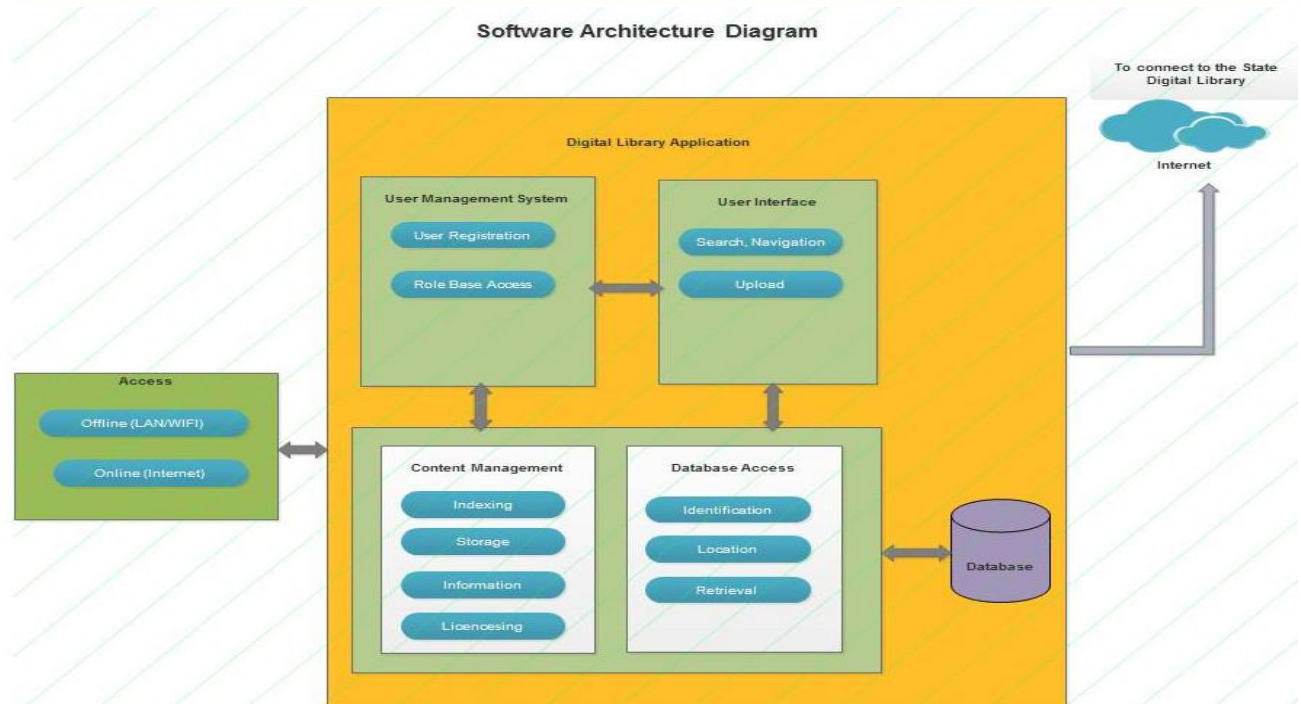 Software Architecture Diagram
To connect to the State
Digital Library
Internet
Digital Library Application
User Management System
User Registration
Role Base Access
User Interface
Search, Navigation
Upload
Access
Offline (LAN/WIFI)
Online (Internet)
Content Management
Indexing
Storage
Information
Licencesing
Database Access
Identification
Location
Retrieval
Database